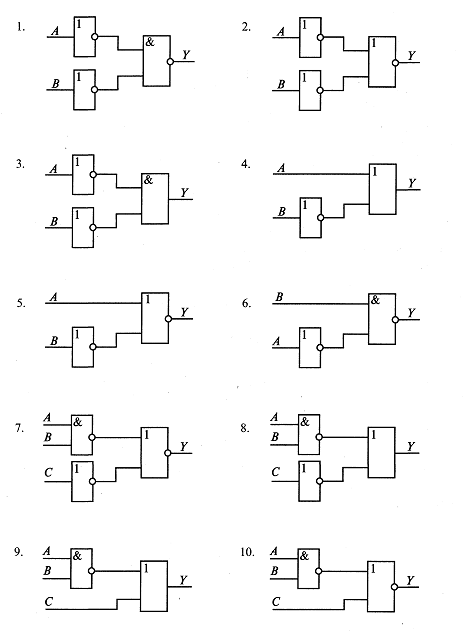 1. A 1 & Y B 1
2. A 1 1 Y B 1
3. A 1 & Y B 1
4. A 1 Y B 1
5. A 1 Y B 1
6. B & Y A 1
7. A & B 1 Y C 1
8. A & B 1 Y C 1
9. A & B 1 Y C
10. A & B 1 Y C